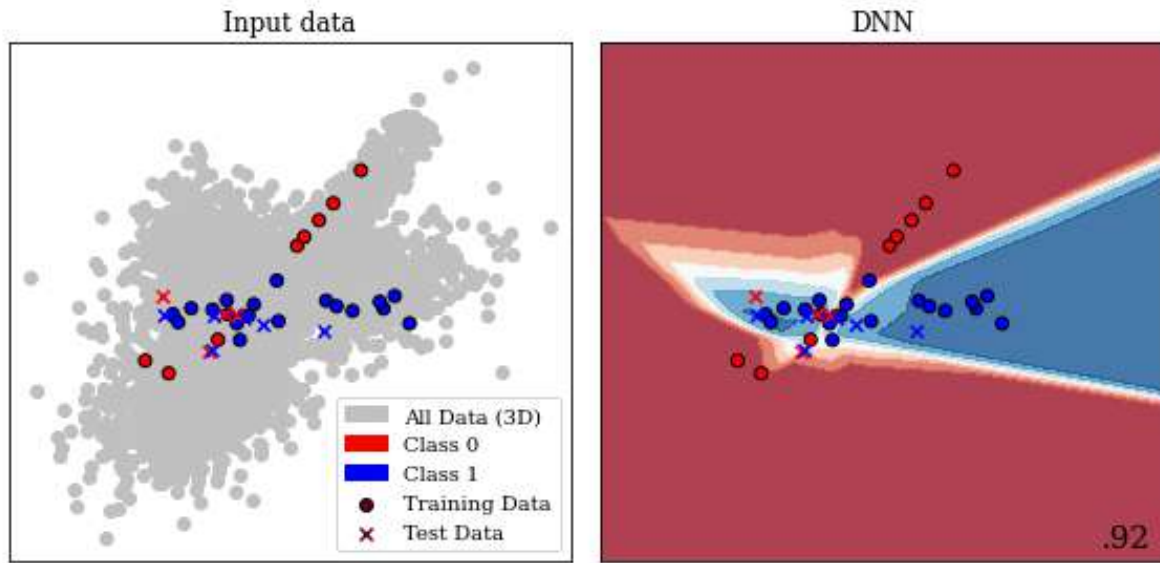 Input data
DNN
All Data (3D)
Class 0
Class 1
Training Data
Test Data
.92